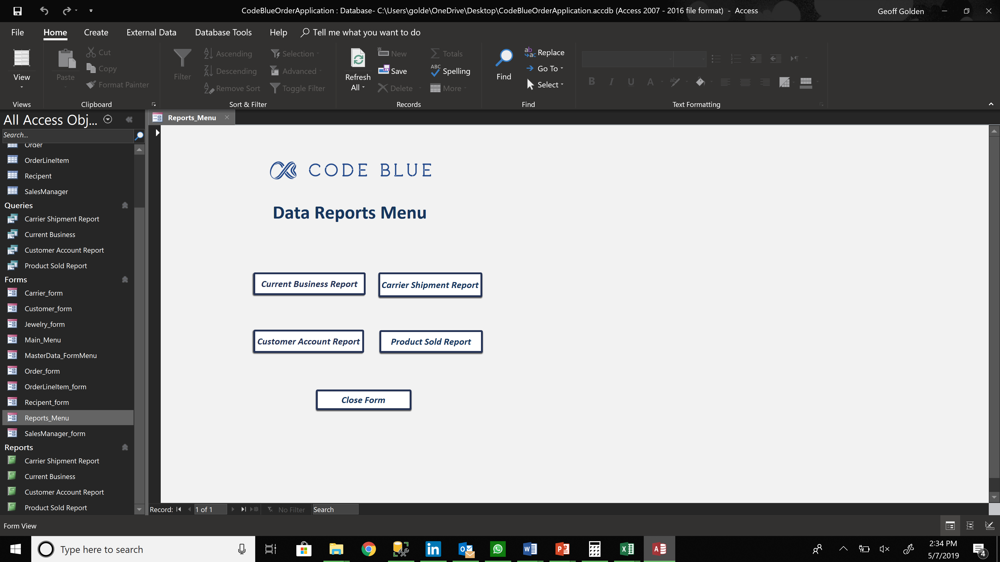 CodeBlueOrderApplication : Database- C:\Users\golde\OneDrive\Desktop\CodeBlueOrderApplication.accdb (Access 2007 - 2016 file format) - Access
Geoff Golden
File Home Create External Data Database Tools Help Tell me what you want to do
View
Views
Paste
Cut
Copy
Format Painter
Clipboard
Filter
Ascending
Descending
Remove Sort
Selection
Advanced
Toggle Filter
Sort & Filter
Refresh
All
New
Save
Delete
Totals
ABC
Spelling
More
Records
Find
Replace
Go To
Select
Find
B I U A
Text Formatting
All Access Obj...
Search...
Order
OrderLineItem
Recipent
SalesManager
Queries
Carrier Shipment Report
Current Business
Customer Account Report
Product Sold Report
Forms
Carrier_form
Customer_form
Jewelry_form
Main_Menu
MasterData_FormMenu
Order_form
OrderLineItem_form
Recipent_form
Reports_Menu
SalesManager_form
Reports
Carrier Shipment Report
Current Business
Customer Account Report
Product Sold Report
Reports_Menu
CODE BLUE
Data Reports Menu
Current Business Report
Carrier Shipment Report
Customer Account Report
Product Sold Report
Close Form
Record: 1 of 1 No Filter Search
Form View
Type here to search
2:34 PM
5/7/2019
4